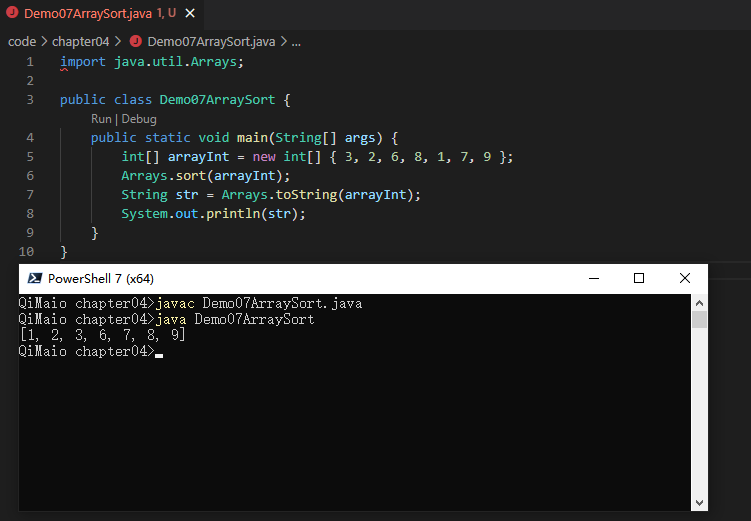 Demo07ArraySort.java 1, U
code > chapter04 > Demo07ArraySort.java > ...
1 import java.util.Arrays;
2
3 public class Demo07ArraySort {
Run | Debug
4 public static void main(String[] args) {
5 int[] arrayInt = new int[] { 3, 2, 6, 8, 1, 7, 9 };
6 Arrays.sort(arrayInt);
7 String str = Arrays.toString(arrayInt);
8 System.out.println(str);
9 }
10 }
PowerShell 7 (x64)
QiMaio chapter04>javac Demo07ArraySort.java
QiMaio chapter04>java Demo07ArraySort
[1, 2, 3, 6, 7, 8, 9]
QiMaio chapter04>